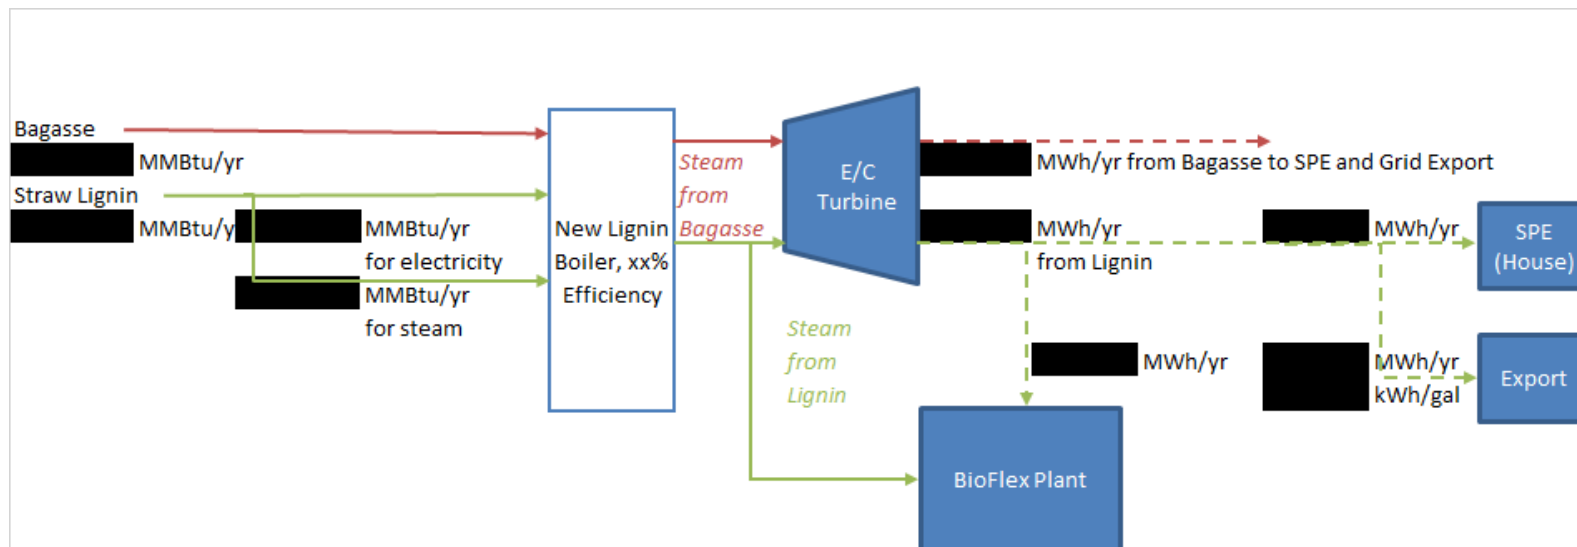 Bagasse
MMBtu/yr
Straw Lignin
MMBtu/y
MMBtu/yr
for electricity
MMBtu/yr
for steam
New Lignin
Boiler, xx%
Efficiency
Steam
from
Bagasse
Steam
from
Lignin
E/C
Turbine
MWh/yr from Bagasse to SPE and Grid Export
MWh/yr
from Lignin
MWh/yr
SPE
(House)
MWh/yr
MWh/yr
kWh/gal
Export
BioFlex Plant